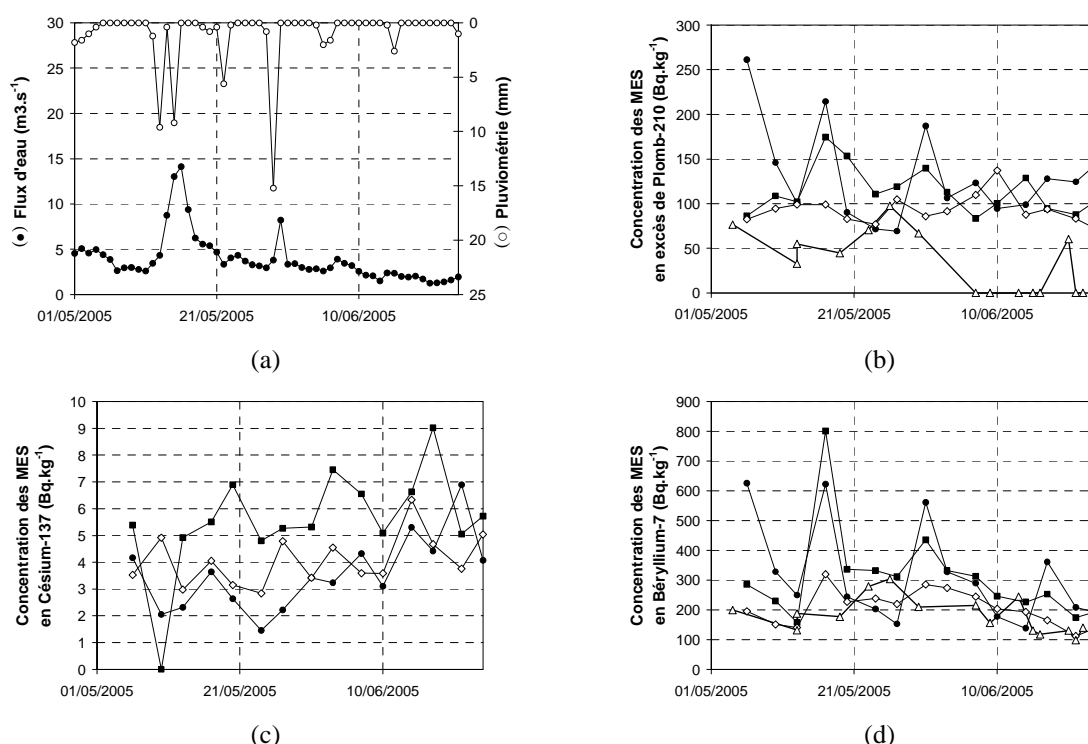 30
25
20
15
10
5
0
(●) Flux d'eau (m3.s-1)
0
5
10
15
20
25
(○) Pluviométrie (mm)
01/05/2005 21/05/2005 10/06/2005
(a)
300
250
200
150
100
50
0
Concentration des MES
en excès de Plomb-210 (Bq.kg-1)
01/05/2005 21/05/2005 10/06/2005
(b)
10
9
8
7
6
5
4
3
2
1
0
Concentration des MES
en Césium-137 (Bq.kg-1)
01/05/2005 21/05/2005 10/06/2005
(c)
900
800
700
600
500
400
300
200
100
0
Concentration des MES
en Béryllium-7 (Bq.kg-1)
01/05/2005 21/05/2005 10/06/2005
(d)